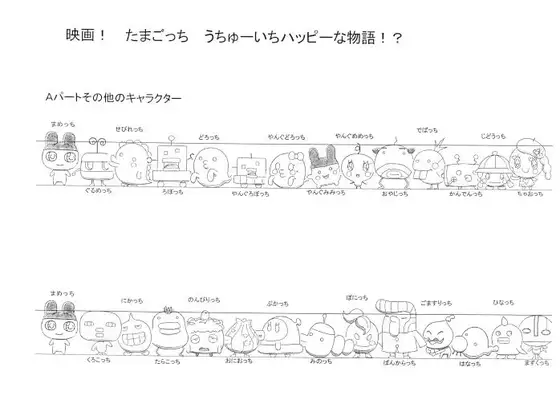 映画！　たまごっち　うちゅーいちハッピーな物語！？
Aパートその他のキャラクター
まめっち　せびれっち　どろっち　やんぐどろっち　やんぐめめっち　でばっち　じどうっち
ぐるめっち　ろぼっち　やんぐろぼっち　やんぐみみっち　おやじっち　かんでんっち　ちゃおっち
まめっち　にかっち　のんびりっち　ぷかっち　ぱにっち　ごますりっち　ひなっち
くろこっち　たらこっち　おにおっち　みのっち　ばんからっち　はなっち　まずくっち